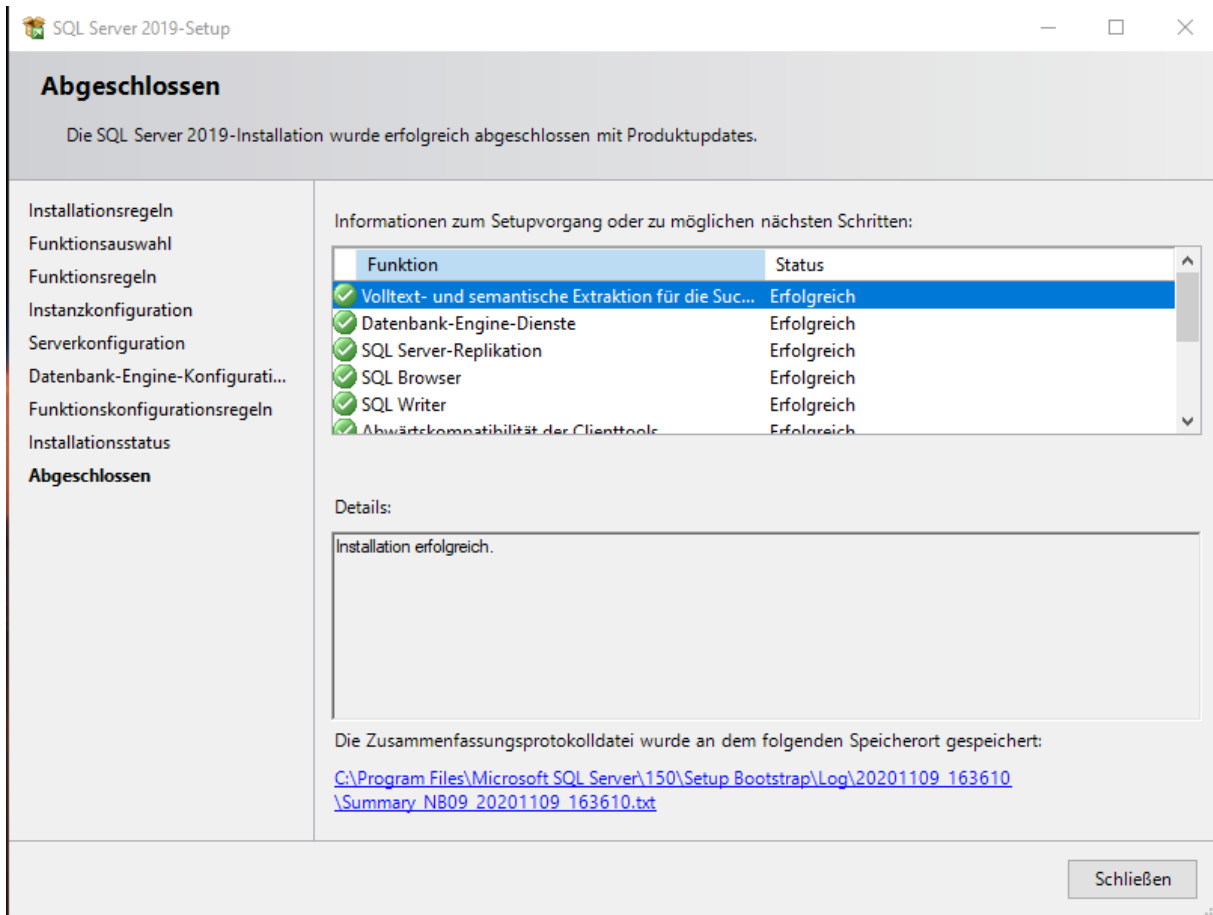 SQL Server 2019-Setup
Abgeschlossen
Die SQL Server 2019-Installation wurde erfolgreich abgeschlossen mit Produktupdates.
Installationsregeln
Funktionsauswahl
Funktionsregeln
Instanzkonfiguration
Serverkonfiguration
Datenbank-Engine-Konfigurati...
Funktionskonfigurationsregeln
Installationsstatus
Abgeschlossen
Informationen zum Setupvorgang oder zu möglichen nächsten Schritten:
Funktion Status
Volltext- und semantische Extraktion für die Suc... Erfolgreich
Datenbank-Engine-Dienste Erfolgreich
SQL Server-Replikation Erfolgreich
SQL Browser Erfolgreich
SQL Writer Erfolgreich
Abwärtskompatibilität der Clienttools Erfolgreich
Details:
Installation erfolgreich.
Die Zusammenfassungsprotokolldatei wurde an dem folgenden Speicherort gespeichert:
C:\Program Files\Microsoft SQL Server\150\Setup Bootstrap\Log\20201109_163610
\Summary_NB09_20201109_163610.txt
Schließen